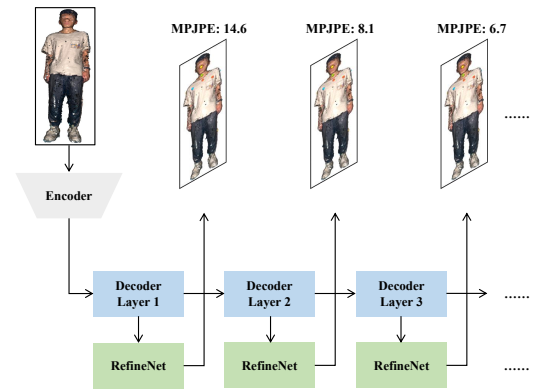 MPJPE: 14.6
MPJPE: 8.1
MPJPE: 6.7
......
Encoder
Decoder
Layer 1
Decoder
Layer 2
Decoder
Layer 3
......
RefineNet
RefineNet
RefineNet
......